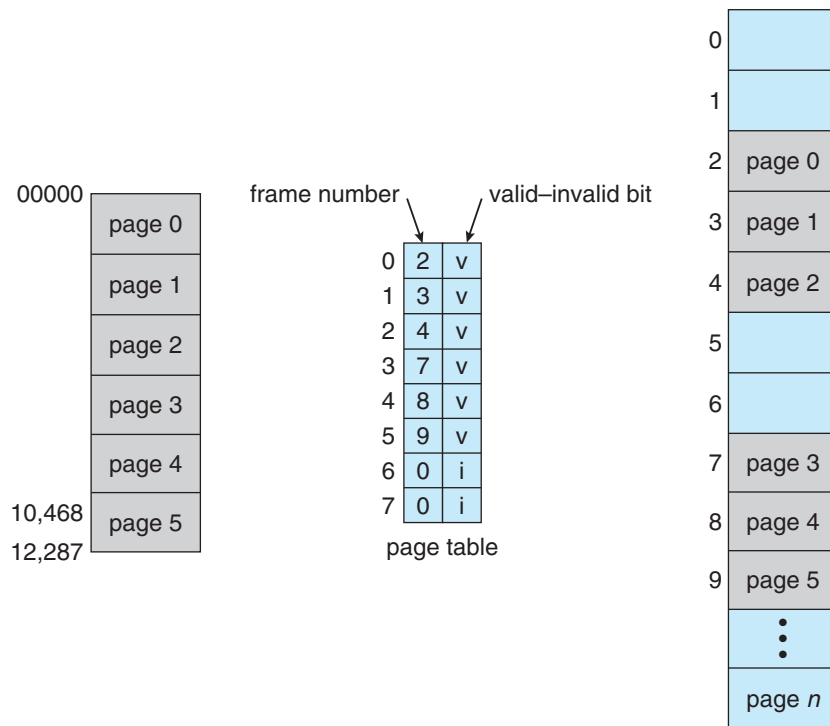 00000
page 0
page 1
page 2
page 3
page 4
10,468
page 5
12,287
frame number
valid–invalid bit
0 2 v
1 3 v
2 4 v
3 7 v
4 8 v
5 9 v
6 0 i
7 0 i
page table
0
1
2 page 0
3 page 1
4 page 2
5
6
7 page 3
8 page 4
9 page 5
page n